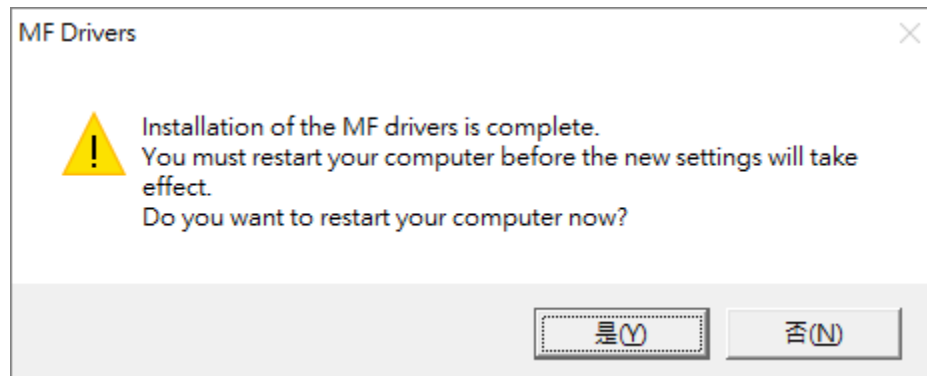 MF Drivers
Installation of the MF drivers is complete.
You must restart your computer before the new settings will take
effect.
Do you want to restart your computer now?
是(Y) 否(N)